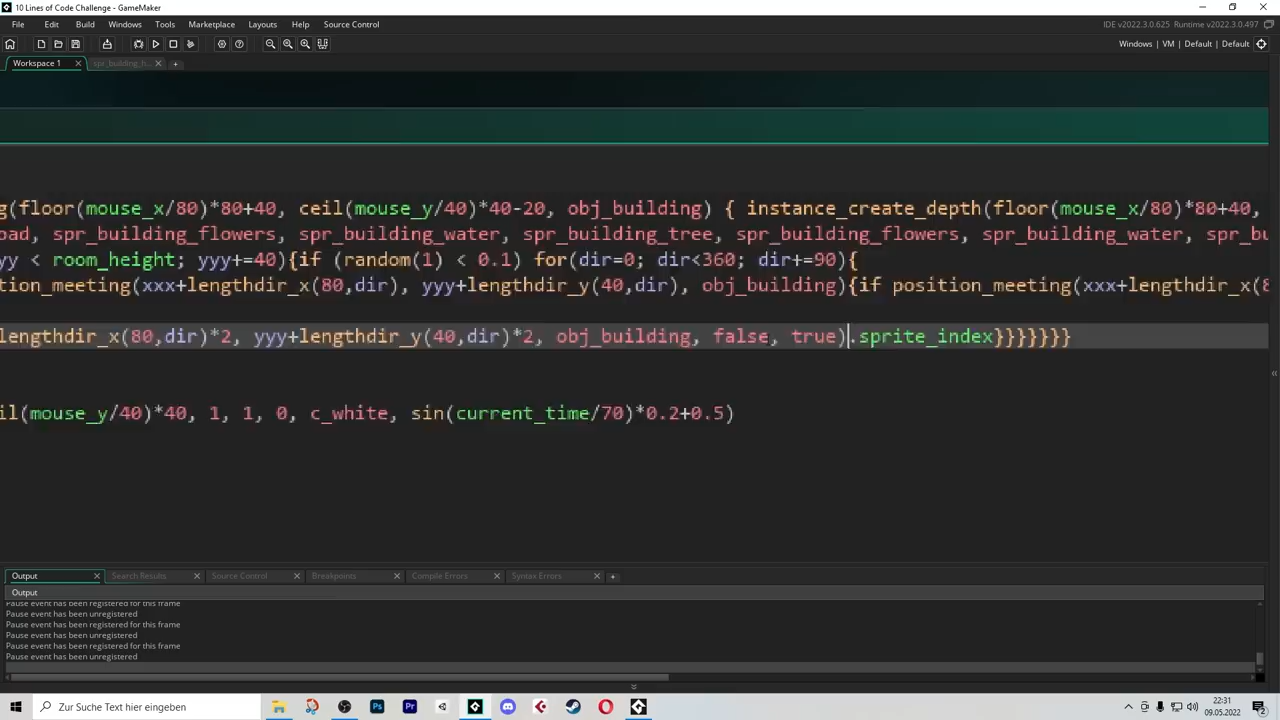 10 Lines of Code Challenge - GameMaker
File Edit Build Windows Tools Marketplace Layouts Help Source Control
IDE v2022.3.0.625 Runtime v2022.3.0.497
Windows | VM | Default | Default
Workspace 1
spr_building_h...
g(floor(mouse_x/80)*80+40, ceil(mouse_y/40)*40-20, obj_building) { instance_create_depth(floor(mouse_x/80)*80+40,
oad, spr_building_flowers, spr_building_water, spr_building_tree, spr_building_flowers, spr_building_water, spr_bu
yy < room_height; yyy+=40){if (random(1) < 0.1) for(dir=0; dir<360; dir+=90){
tion_meeting(xxx+lengthdir_x(80,dir), yyy+lengthdir_y(40,dir), obj_building){if position_meeting(xxx+lengthdir_x(8
lengthdir_x(80,dir)*2, yyy+lengthdir_y(40,dir)*2, obj_building, false, true).sprite_index}}}}}}}
il(mouse_y/40)*40, 1, 1, 0, c_white, sin(current_time/70)*0.2+0.5)
Output Search Results Source Control Breakpoints Compile Errors Syntax Errors
Output
Pause event has been registered for this frame
Pause event has been unregistered
Pause event has been registered for this frame
Pause event has been unregistered
Pause event has been registered for this frame
Pause event has been unregistered
Zur Suche Text hier eingeben
22:31
09.05.2022
2